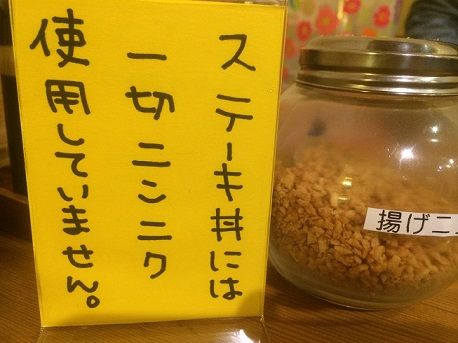 ステーキ丼には
一切ニンニク
使用していません。
揚げニ